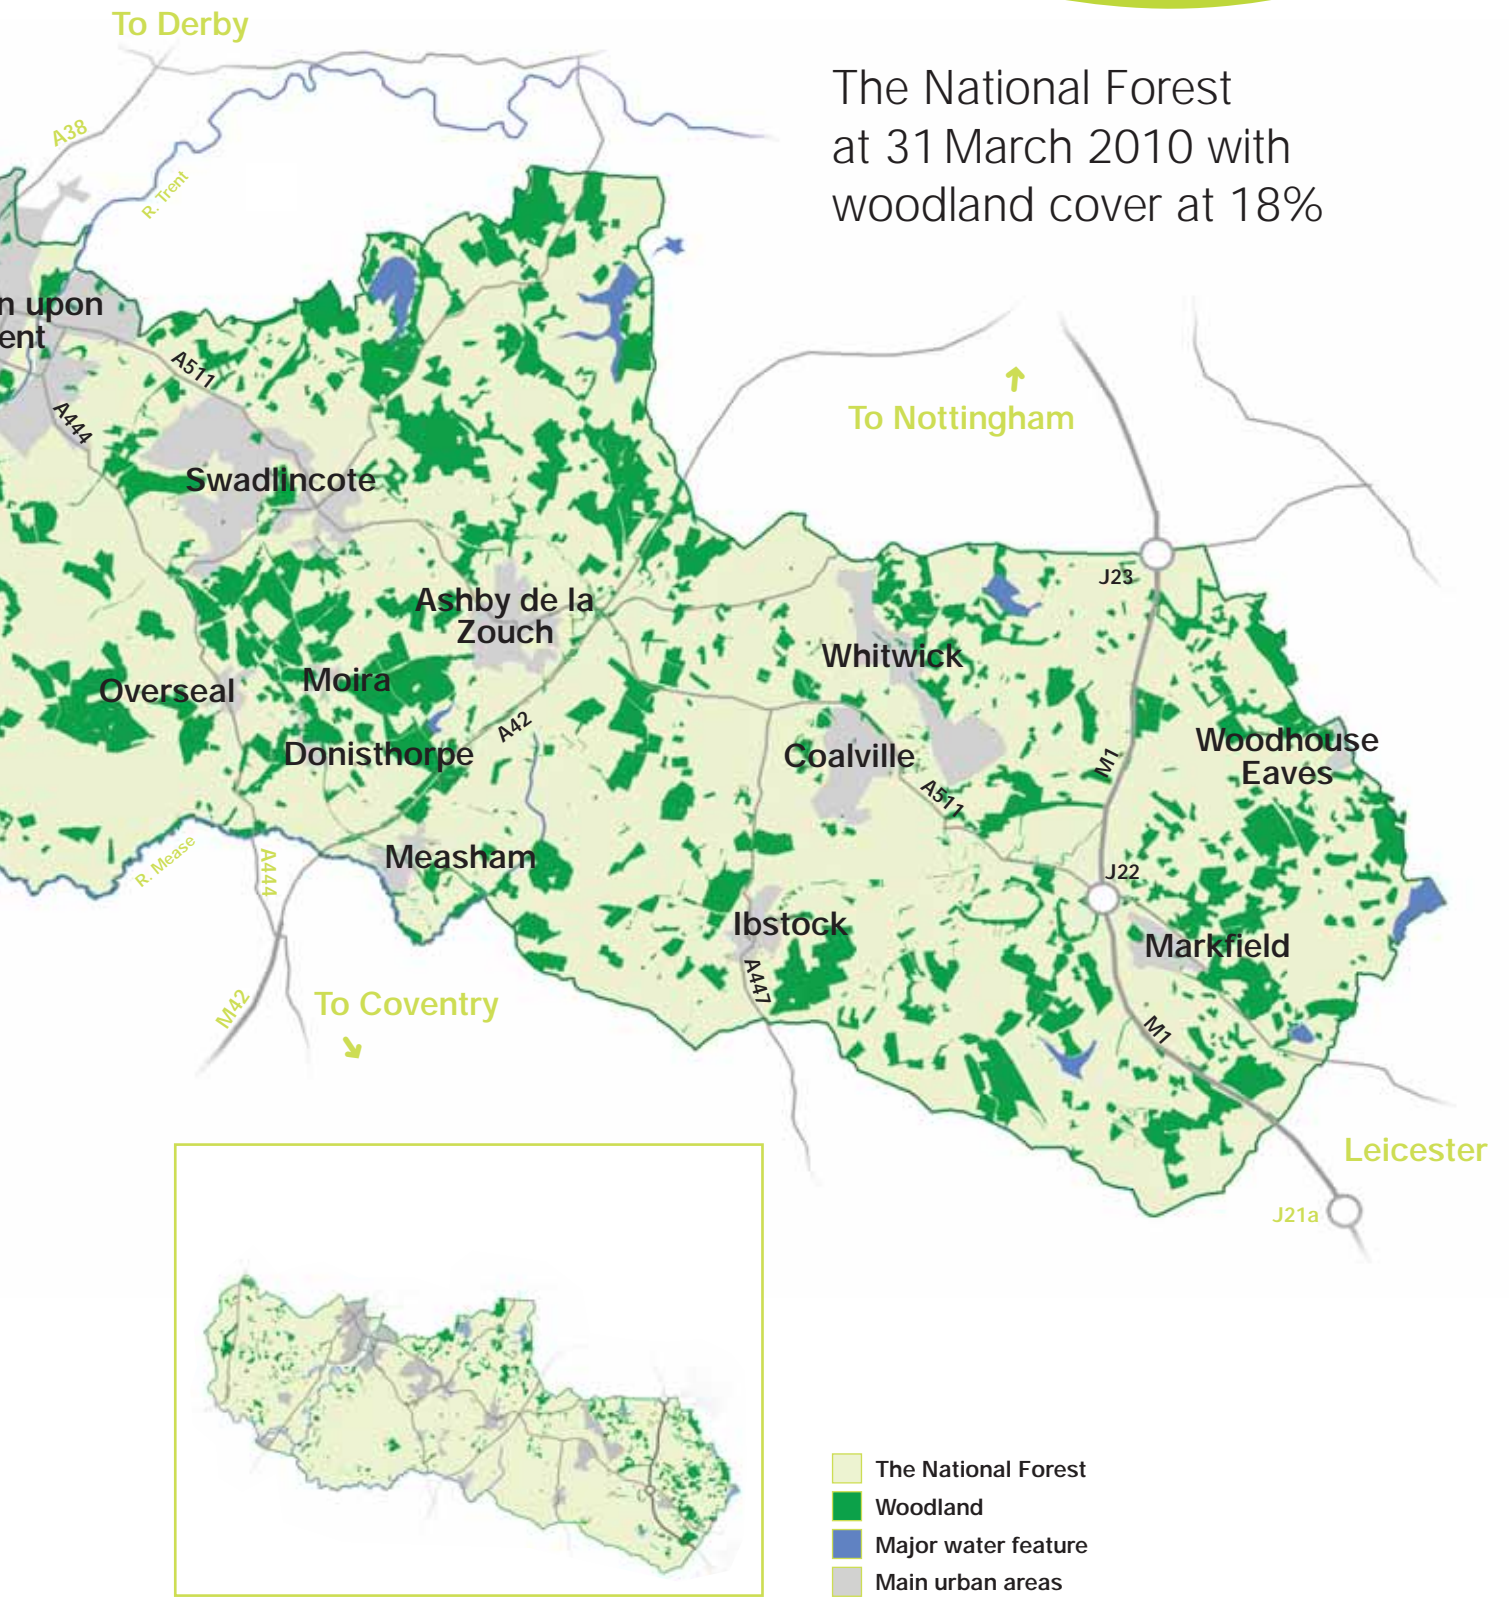 To Derby
The National Forest
at 31 March 2010 with
woodland cover at 18%
A38
R. Trent
n upon
ent
A511
A444
To Nottingham
Swadlincote
J23
Ashby de la
Zouch
Whitwick
Moira
Overseal
A42
Donisthorpe
Coalville
M1
Woodhouse
Eaves
A511
R. Mease
A444
Measham
J22
Ibstock
Markfield
A447
M42
To Coventry
M1
Leicester
J21a
The National Forest
Woodland
Major water feature
Main urban areas